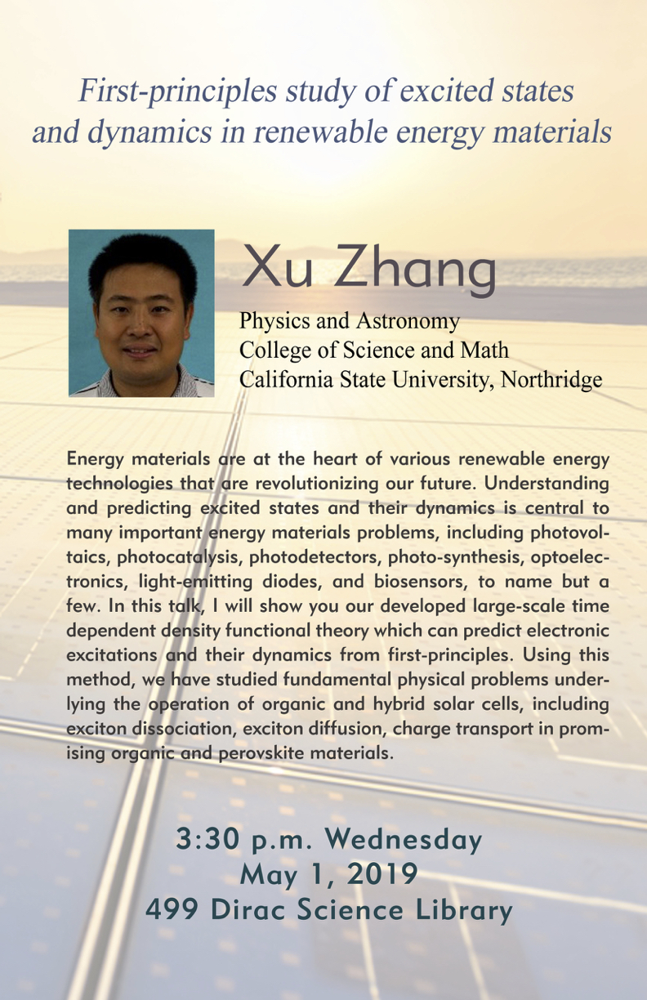 First-principles study of excited states
and dynamics in renewable energy materials
Xu Zhang
Physics and Astronomy
College of Science and Math
California State University, Northridge
Energy materials are at the heart of various renewable energy
technologies that are revolutionizing our future. Understanding
and predicting excited states and their dynamics is central to
many important energy materials problems, including photovol-
taics, photocatalysis, photodetectors, photo-synthesis, optoelec-
tronics, light-emitting diodes, and biosensors, to name but a
few. In this talk, I will show you our developed large-scale time
dependent density functional theory which can predict electronic
excitations and their dynamics from first-principles. Using this
method, we have studied fundamental physical problems under-
lying the operation of organic and hybrid solar cells, including
exciton dissociation, exciton diffusion, charge transport in prom-
ising organic and perovskite materials.
3:30 p.m. Wednesday
May 1, 2019
499 Dirac Science Library